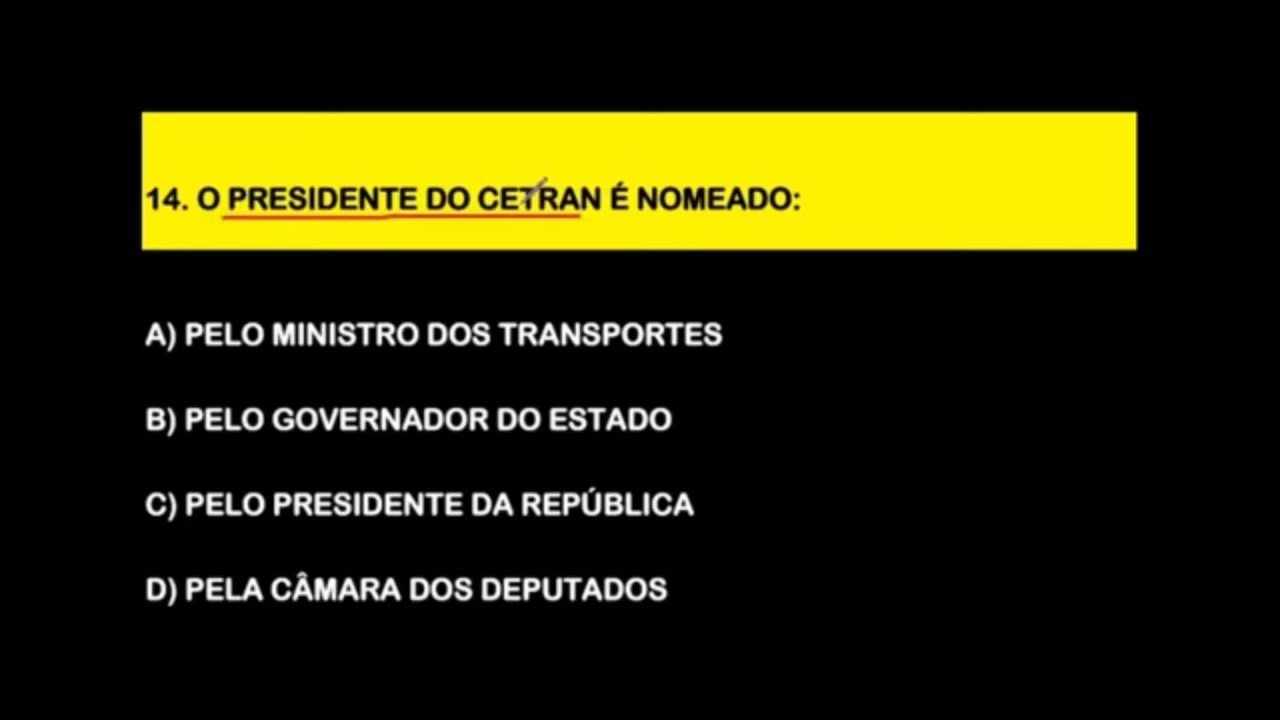 14. O PRESIDENTE DO CETRAN É NOMEADO:
A) PELO MINISTRO DOS TRANSPORTES
B) PELO GOVERNADOR DO ESTADO
C) PELO PRESIDENTE DA REPÚBLICA
D) PELA CÂMARA DOS DEPUTADOS